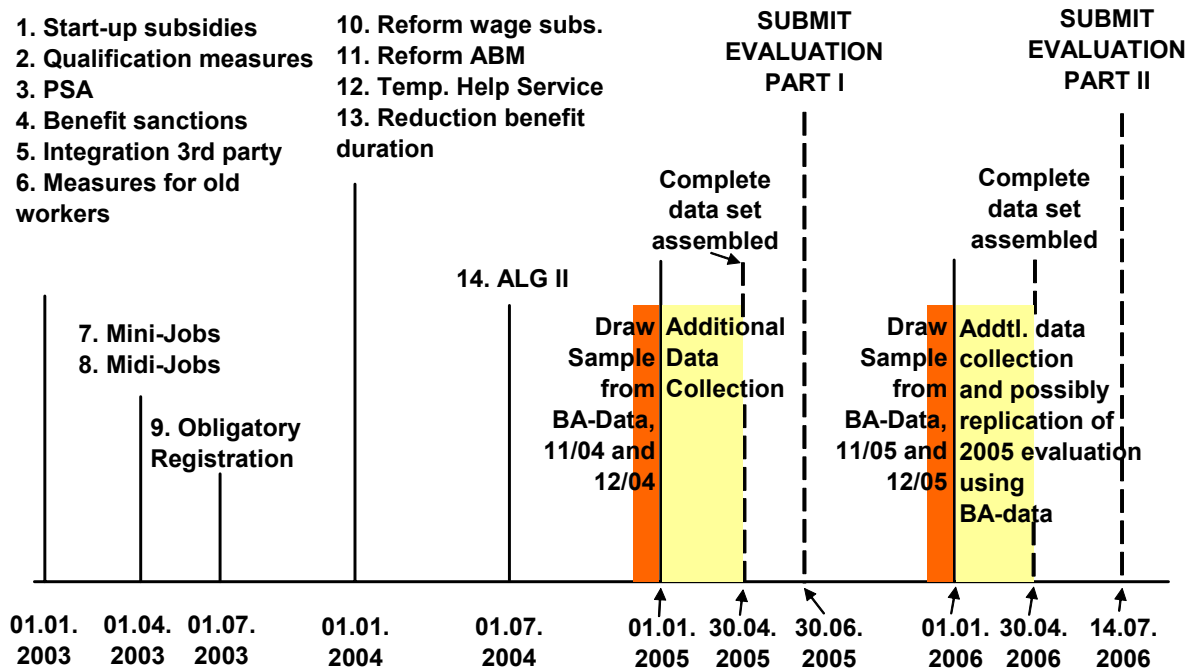 1. Start-up subsidies
2. Qualification measures
3. PSA
4. Benefit sanctions
5. Integration 3rd party
6. Measures for old
workers
10. Reform wage subs.
11. Reform ABM
12. Temp. Help Service
13. Reduction benefit
duration
SUBMIT
EVALUATION
PART I
SUBMIT
EVALUATION
PART II
Complete
data set
assembled
Complete
data set
assembled
7. Mini-Jobs
8. Midi-Jobs
9. Obligatory
Registration
14. ALG II
Draw
Sample
from
BA-Data,
11/04 and
12/04
Additional
Data
Collection
Draw
Sample
from
BA-Data,
11/05 and
12/05
Addtl. data
collection
and possibly
replication of
2005 evaluation
using
BA-data
01.01.
2003
01.04.
2003
01.07.
2003
01.01.
2004
01.07.
2004
01.01.
2005
30.04.
2005
30.06.
2005
01.01.
2006
30.04.
2006
14.07.
2006